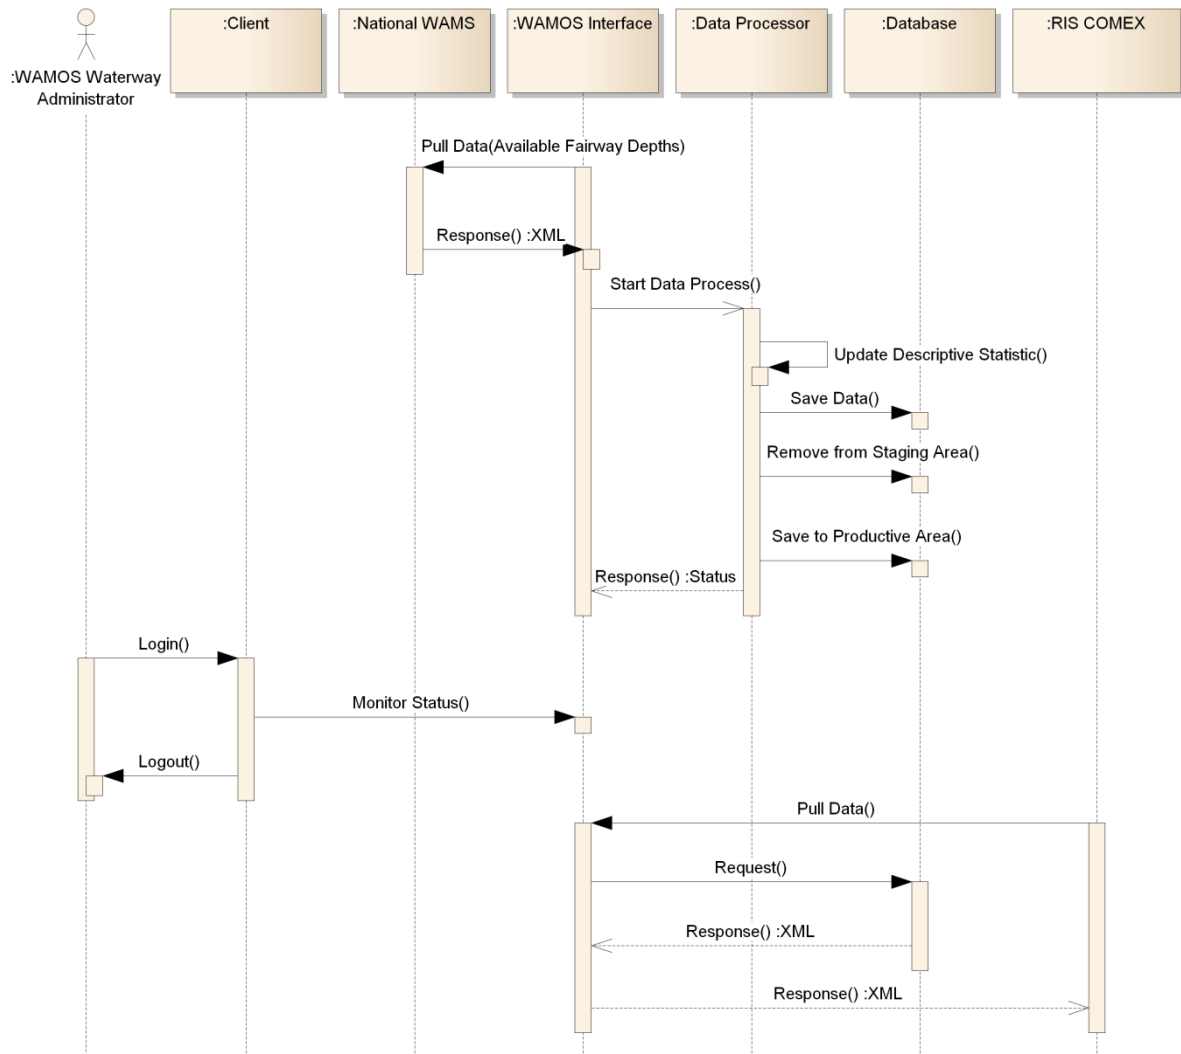 :Client
:National WAMS
:WAMOS Interface
:Data Processor
:Database
:RIS COMEX
:WAMOS Waterway
Administrator
Pull Data(Available Fairway Depths)
Response() :XML
Start Data Process()
Update Descriptive Statistic()
Save Data()
Remove from Staging Area()
Save to Productive Area()
Response() :Status
Login()
Monitor Status()
Logout()
Pull Data()
Request()
Response() :XML
Response() :XML